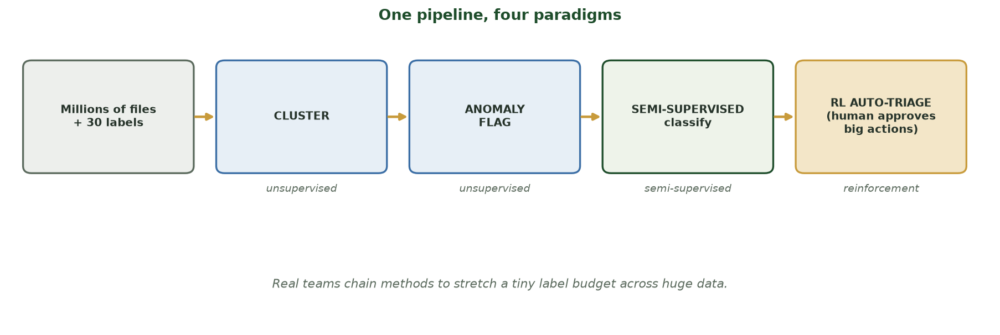 One pipeline, four paradigms
Millions of files
+ 30 labels
CLUSTER
ANOMALY
FLAG
SEMI-SUPERVISED
classify
RL AUTO-TRIAGE
(human approves
big actions)
unsupervised
unsupervised
semi-supervised
reinforcement
Real teams chain methods to stretch a tiny label budget across huge data.